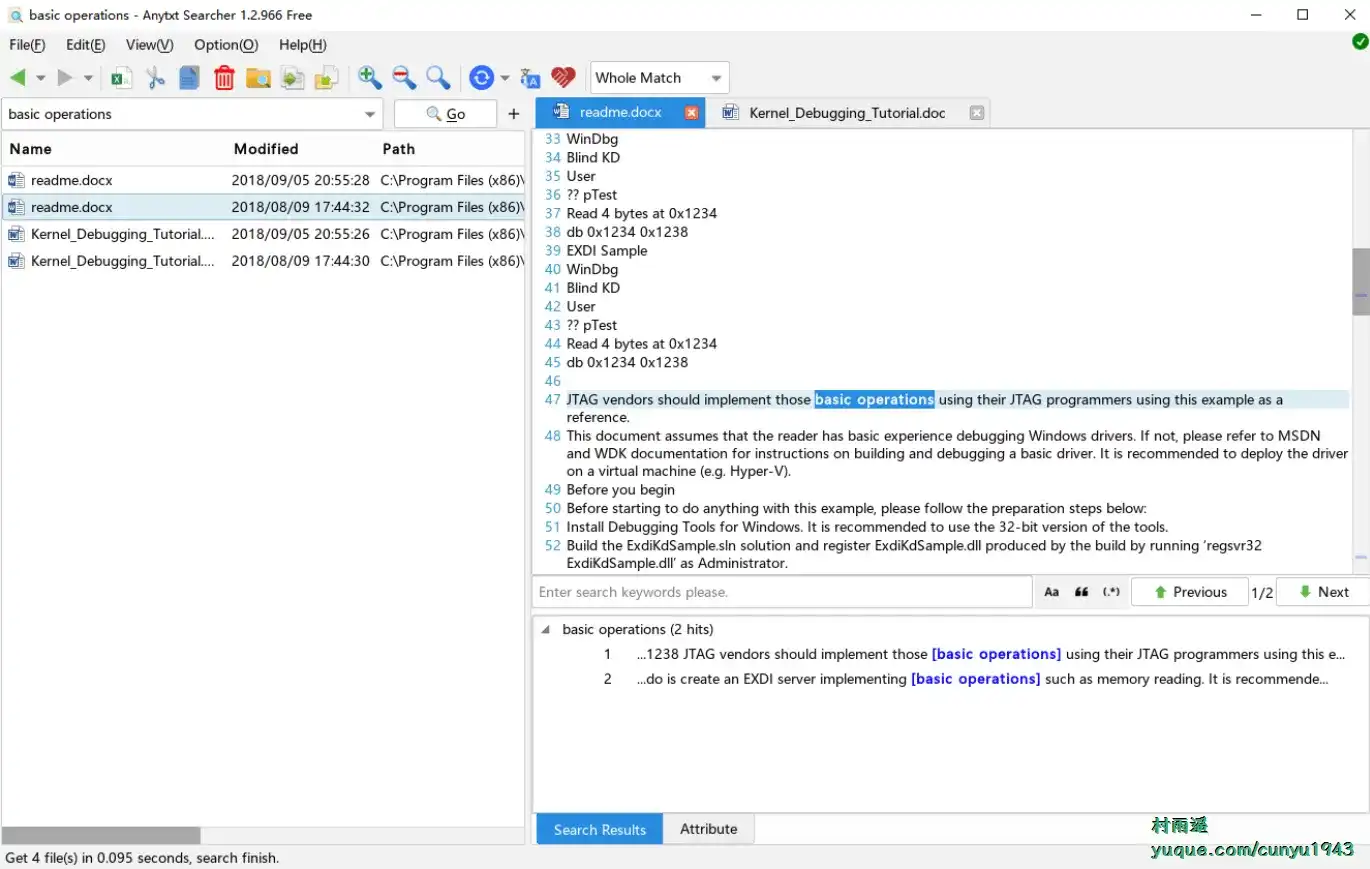 basic operations - Anytxt Searcher 1.2.966 Free
File(F) Edit(E) View(V) Option(O) Help(H)
Whole Match
basic operations
Go
+
readme.docx
Kernel_Debugging_Tutorial.doc
Name Modified Path
readme.docx 2018/09/05 20:55:28 C:\Program Files (x86)\
readme.docx 2018/08/09 17:44:32 C:\Program Files (x86)\
Kernel_Debugging_Tutorial.... 2018/09/05 20:55:26 C:\Program Files (x86)\
Kernel_Debugging_Tutorial.... 2018/08/09 17:44:30 C:\Program Files (x86)\
33 WinDbg
34 Blind KD
35 User
36 ?? pTest
37 Read 4 bytes at 0x1234
38 db 0x1234 0x1238
39 EXDI Sample
40 WinDbg
41 Blind KD
42 User
43 ?? pTest
44 Read 4 bytes at 0x1234
45 db 0x1234 0x1238
46
47 JTAG vendors should implement those basic operations using their JTAG programmers using this example as a
reference.
48 This document assumes that the reader has basic experience debugging Windows drivers. If not, please refer to MSDN
and WDK documentation for instructions on building and debugging a basic driver. It is recommended to deploy the driver
on a virtual machine (e.g. Hyper-V).
49 Before you begin
50 Before starting to do anything with this example, please follow the preparation steps below:
51 Install Debugging Tools for Windows. It is recommended to use the 32-bit version of the tools.
52 Build the ExdiKdSample.sln solution and register ExdiKdSample.dll produced by the build by running ‘regsvr32
ExdiKdSample.dll’ as Administrator.
Enter search keywords please.
Aa “ (.*) Previous 1/2 Next
basic operations (2 hits)
1 ...1238 JTAG vendors should implement those [basic operations] using their JTAG programmers using this e...
2 ...do is create an EXDI server implementing [basic operations] such as memory reading. It is recommende...
Search Results Attribute
村雨遥
yuque.com/cunyu1943
Get 4 file(s) in 0.095 seconds, search finish.